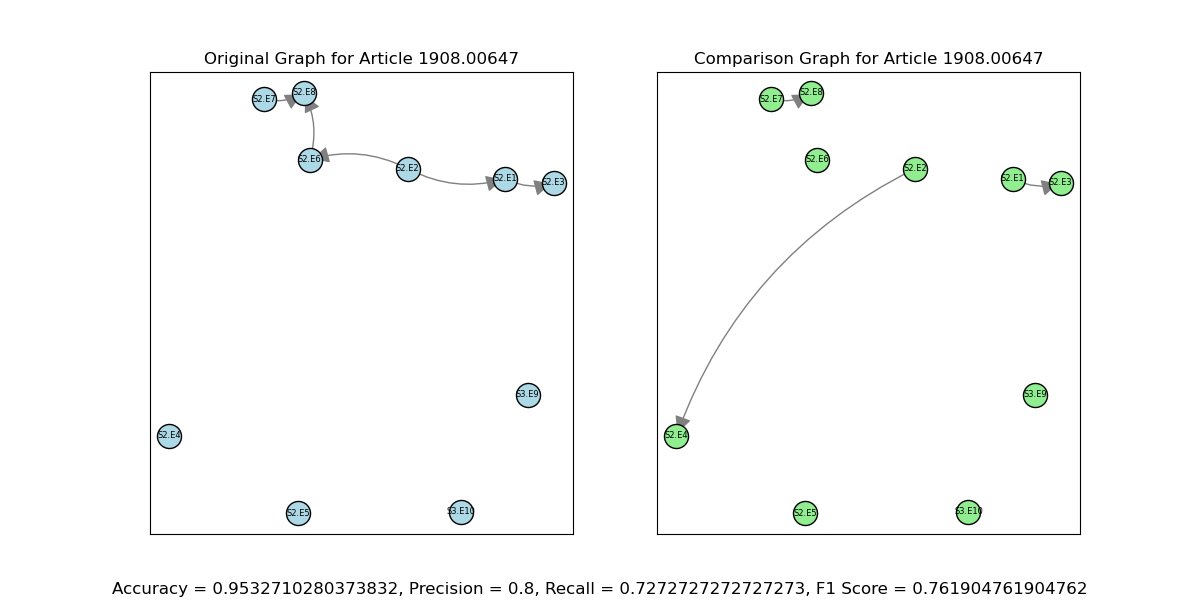 Original Graph for Article 1908.00647
Comparison Graph for Article 1908.00647
S2.E7
S2.E8
S2.E6
S2.E2
S2.E1
S2.E3
S3.E9
S2.E4
S2.E5
S3.E10
S2.E7
S2.E8
S2.E6
S2.E2
S2.E1
S2.E3
S3.E9
S2.E4
S2.E5
S3.E10
Accuracy = 0.9532710280373832, Precision = 0.8, Recall = 0.7272727272727273, F1 Score = 0.761904761904762